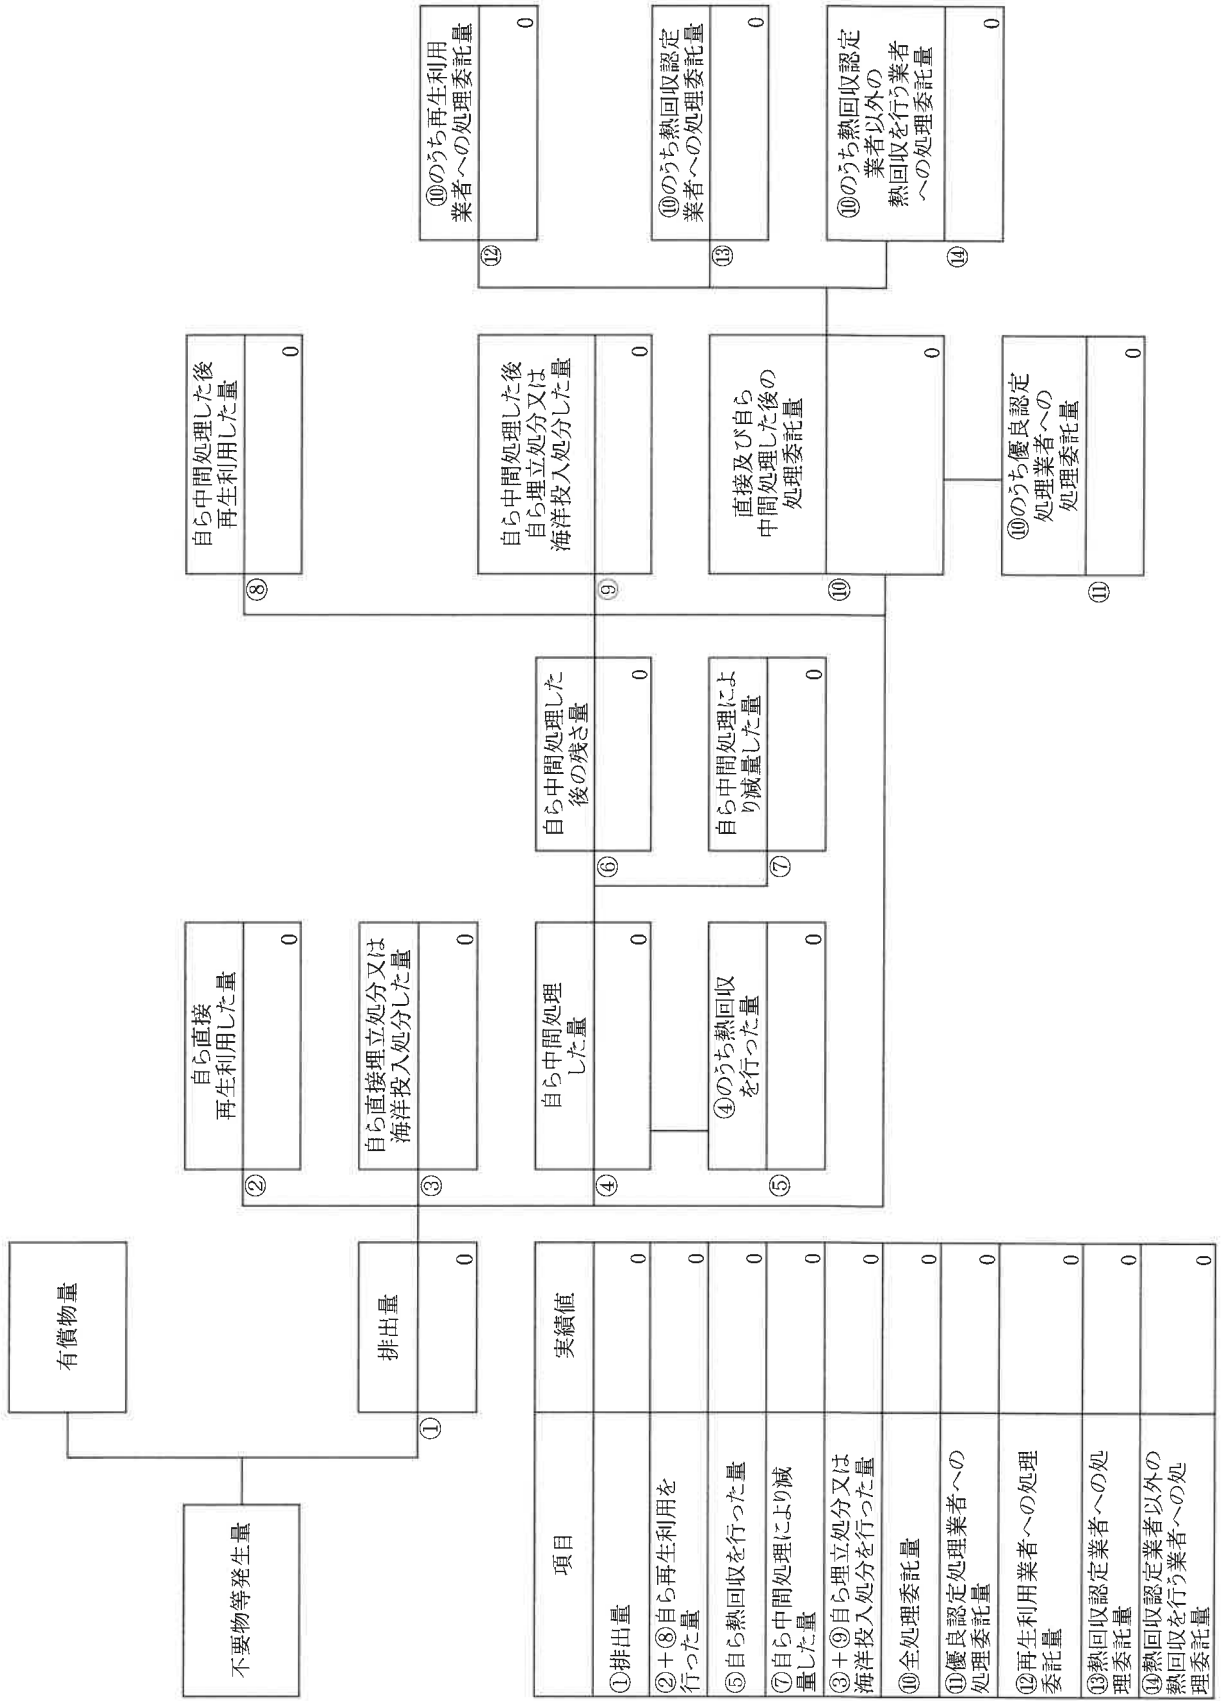 不要物等発生量
有償物量
①
排出量
0
②
自ら直接
再生利用した量
0
③
自ら直接埋立処分又は
海洋投入処分した量
0
④
自ら中間処理
した量
0
⑤
④のうち熱回収
を行った量
0
⑥
自ら中間処理した
後の残さ量
0
⑦
自ら中間処理によ
り減量した量
0
⑧
自ら中間処理した後
再生利用した量
0
⑨
自ら中間処理した後
自ら埋立処分又は
海洋投入処分した量
0
⑩
直接及び自ら
中間処理した後の
処理委託量
0
⑪
⑩のうち優良認定
処理業者への
処理委託量
0
⑫
⑩のうち再生利用
業者への処理委託量
0
⑬
⑩のうち熱回収認定
業者への処理委託量
0
⑭
⑩のうち熱回収認定
業者以外の
熱回収を行う業者
への処理委託量
0
項目
実績値
①排出量
0
②+⑧自ら再生利用を
行った量
0
⑤自ら熱回収を行った量
0
⑦自ら中間処理により減
量した量
0
③+⑨自ら埋立処分又は
海洋投入処分を行った量
0
⑩全処理委託量
0
⑪優良認定処理業者への
処理委託量
0
⑫再生利用業者への処理
委託量
0
⑬熱回収認定業者への処
理委託量
0
⑭熱回収認定業者以外の
熱回収を行う業者への処
理委託量
0